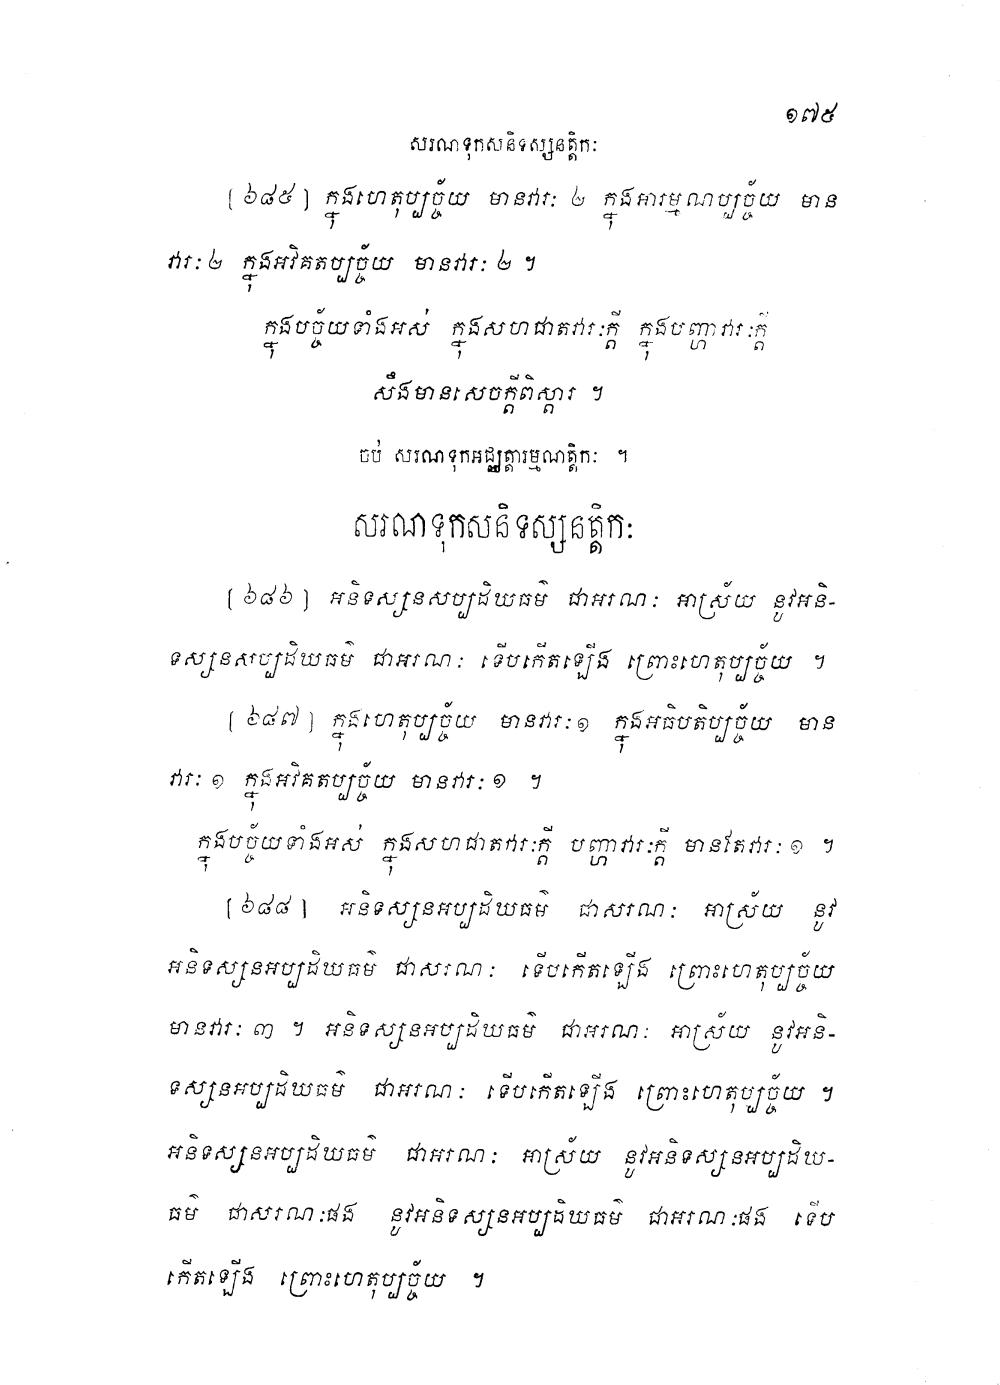 ១៧៥
សរណទុកសនិទស្សនត្តិកៈ
[៦៨៥] ក្នុងហេតុប្បច្ច័យ មានវារៈ ២ ក្នុងអារម្មណប្បច្ច័យ មាន
វារៈ ២ ក្នុងអវិគតប្បច្ច័យ មានវារៈ ២ ។
ក្នុងបច្ច័យទាំងអស់ ក្នុងសហជាតវារៈក្តី ក្នុងបញ្ហាវារៈក្តី
សឹងមានសេចក្តីពិស្តារ ។
ចប់ សរណទុកអជ្ឈត្តារម្មណត្តិកៈ ។
សរណទុកសនិទស្សនត្តិកៈ
[៦៨៦] អនិទស្សនសប្បដិឃធម៌ ជាអរណៈ អាស្រ័យ នូវអនិ-
ទស្សនសប្បដិឃធម៌ ជាអរណៈ ទើបកើតឡើង ព្រោះហេតុប្បច្ច័យ ។
[៦៨៧] ក្នុងហេតុប្បច្ច័យ មានវារៈ ១ ក្នុងអធិបតិប្បច្ច័យ មាន
វារៈ ១ ក្នុងអវិគតប្បច្ច័យ មានវារៈ ១ ។
ក្នុងបច្ច័យទាំងអស់ ក្នុងសហជាតវារៈក្តី បញ្ហាវារៈក្តី មានតែវារៈ ១ ។
[៦៨៨] អនិទស្សនអប្បដិឃធម៌ ជាសរណៈ អាស្រ័យ នូវ
អនិទស្សនអប្បដិឃធម៌ ជាសរណៈ ទើបកើតឡើង ព្រោះហេតុប្បច្ច័យ
មានវារៈ ៣ ។ អនិទស្សនអប្បដិឃធម៌ ជាអរណៈ អាស្រ័យ នូវអនិ-
ទស្សនអប្បដិឃធម៌ ជាអរណៈ ទើបកើតឡើង ព្រោះហេតុប្បច្ច័យ ។
អនិទស្សនអប្បដិឃធម៌ ជាអរណៈ អាស្រ័យ នូវអនិទស្សនអប្បដិឃ-
ធម៌ ជាសរណៈផង នូវអនិទស្សនអប្បដិឃធម៌ ជាអរណៈផង ទើប
កើតឡើង ព្រោះហេតុប្បច្ច័យ ។